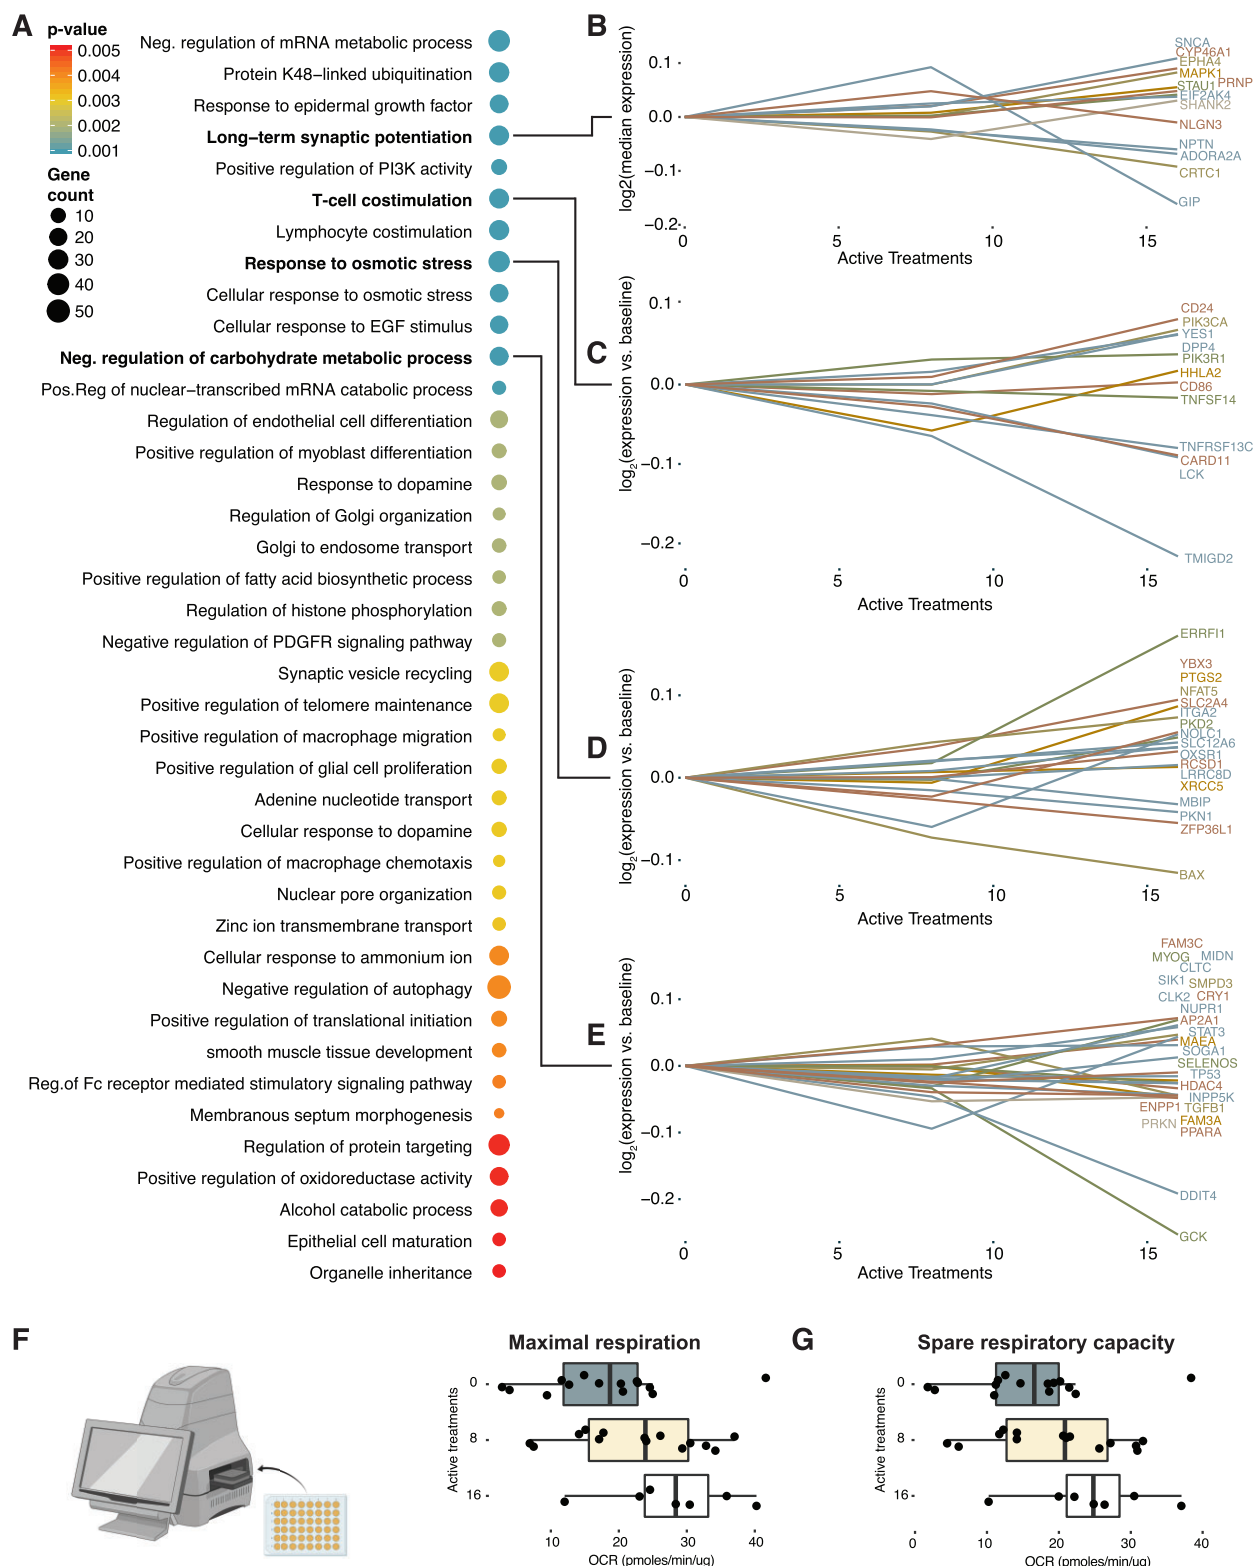 A
p-value
0.005
0.004
0.003
0.002
0.001
Gene
count
10
20
30
40
50
Neg. regulation of mRNA metabolic process
Protein K48–linked ubiquitination
Response to epidermal growth factor
Long–term synaptic potentiation
Positive regulation of PI3K activity
T-cell costimulation
Lymphocyte costimulation
Response to osmotic stress
Cellular response to osmotic stress
Cellular response to EGF stimulus
Neg. regulation of carbohydrate metabolic process
Pos.Reg of nuclear–transcribed mRNA catabolic process
Regulation of endothelial cell differentiation
Positive regulation of myoblast differentiation
Response to dopamine
Regulation of Golgi organization
Golgi to endosome transport
Positive regulation of fatty acid biosynthetic process
Regulation of histone phosphorylation
Negative regulation of PDGFR signaling pathway
Synaptic vesicle recycling
Positive regulation of telomere maintenance
Positive regulation of macrophage migration
Positive regulation of glial cell proliferation
Adenine nucleotide transport
Cellular response to dopamine
Positive regulation of macrophage chemotaxis
Nuclear pore organization
Zinc ion transmembrane transport
Cellular response to ammonium ion
Negative regulation of autophagy
Positive regulation of translational initiation
smooth muscle tissue development
Reg.of Fc receptor mediated stimulatory signaling pathway
Membranous septum morphogenesis
Regulation of protein targeting
Positive regulation of oxidoreductase activity
Alcohol catabolic process
Epithelial cell maturation
Organelle inheritance
B
log2(median expression)
0.1
0.0
−0.1
−0.2
0 5 10 15
Active Treatments
SNCA
CYP46A1
EPHA4
MAPK1
STAU1 PRNP
EIF2AK4
SHANK2
NLGN3
NPTN
ADORA2A
CRTC1
GIP
C
log2(expression vs. baseline)
0.1
0.0
−0.1
−0.2
0 5 10 15
Active Treatments
CD24
PIK3CA
YES1
DPP4
PIK3R1
HHLA2
CD86
TNFSF14
TNFRSF13C
CARD11
LCK
TMIGD2
D
log2(expression vs. baseline)
0.1
0.0
−0.1
0 5 10 15
Active Treatments
ERRFI1
YBX3
PTGS2
NFAT5
SLC2A4
ITGA2
PKD2
NOLC1
SLC12A6
OXSR1
RCSD1
LRRC8D
XRCC5
MBIP
PKN1
ZFP36L1
BAX
E
log2(expression vs. baseline)
0.1
0.0
−0.1
−0.2
0 5 10 15
Active Treatments
FAM3C
MYOG MIDN
CLTC
SIK1 SMPD3
CLK2 CRY1
NUPR1
AP2A1
STAT3
MAEA
SOGA1
SELENOS
TP53
HDAC4
INPP5K
ENPP1 TGFB1
PRKN FAM3A
PPARA
DDIT4
GCK
F
Maximal respiration
Active treatments
0
8
16
10 20 30 40
OCR (pmoles/min/ug)
G
Spare respiratory capacity
Active treatments
0
8
16
0 10 20 30 40
OCR (pmoles/min/ug)